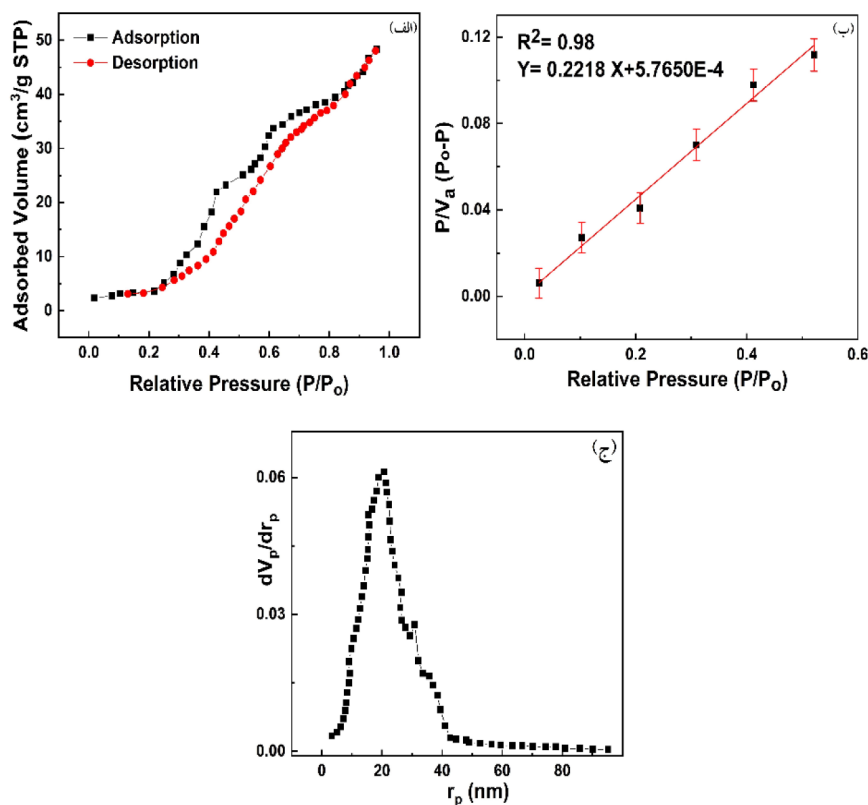 (الف)
Adsorption
Desorption
Adsorbed Volume (cm³/g STP)
50
40
30
20
10
0
0.0 0.2 0.4 0.6 0.8 1.0
Relative Pressure (P/Po)
(ب)
R²= 0.98
Y= 0.2218 X+5.7650E-4
P/Va (Po-P)
0.12
0.08
0.04
0.00
0.0 0.2 0.4 0.6
Relative Pressure (P/Po)
(ج)
dVp/drp
0.06
0.03
0.00
0 20 40 60 80
rp (nm)